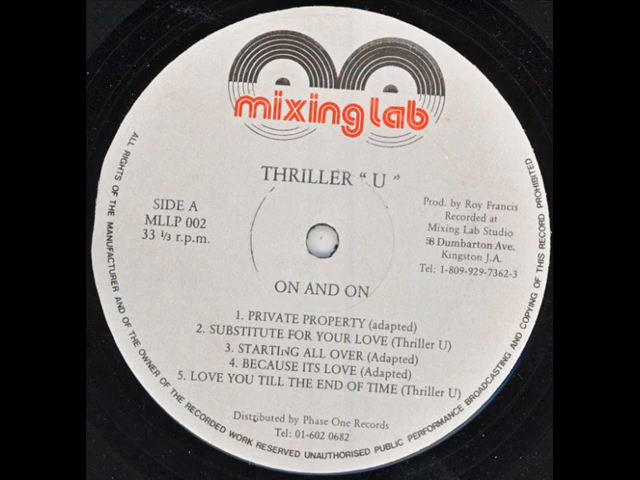 mixing lab
THRILLER “U”
SIDE A
MLLP 002
33 ⅓ r.p.m.
Prod. by Roy Francis
Recorded at
Mixing Lab Studio
58 Dumbarton Ave.
Kingston J.A.
Tel: 1-809-929-7362-3
ON AND ON
1. PRIVATE PROPERTY (adapted)
2. SUBSTITUTE FOR YOUR LOVE (Thriller U)
3. STARTING ALL OVER (Adapted)
4. BECAUSE ITS LOVE (Adapted)
5. LOVE YOU TILL THE END OF TIME (Thriller U)
Distributed by Phase One Records
Tel: 01-602 0682
ALL RIGHTS OF THE MANUFACTURER AND OF THE OWNER OF THE RECORDED WORK RESERVED UNAUTHORISED PUBLIC PERFORMANCE BROADCASTING AND COPYING OF THIS RECORD PROHIBITED